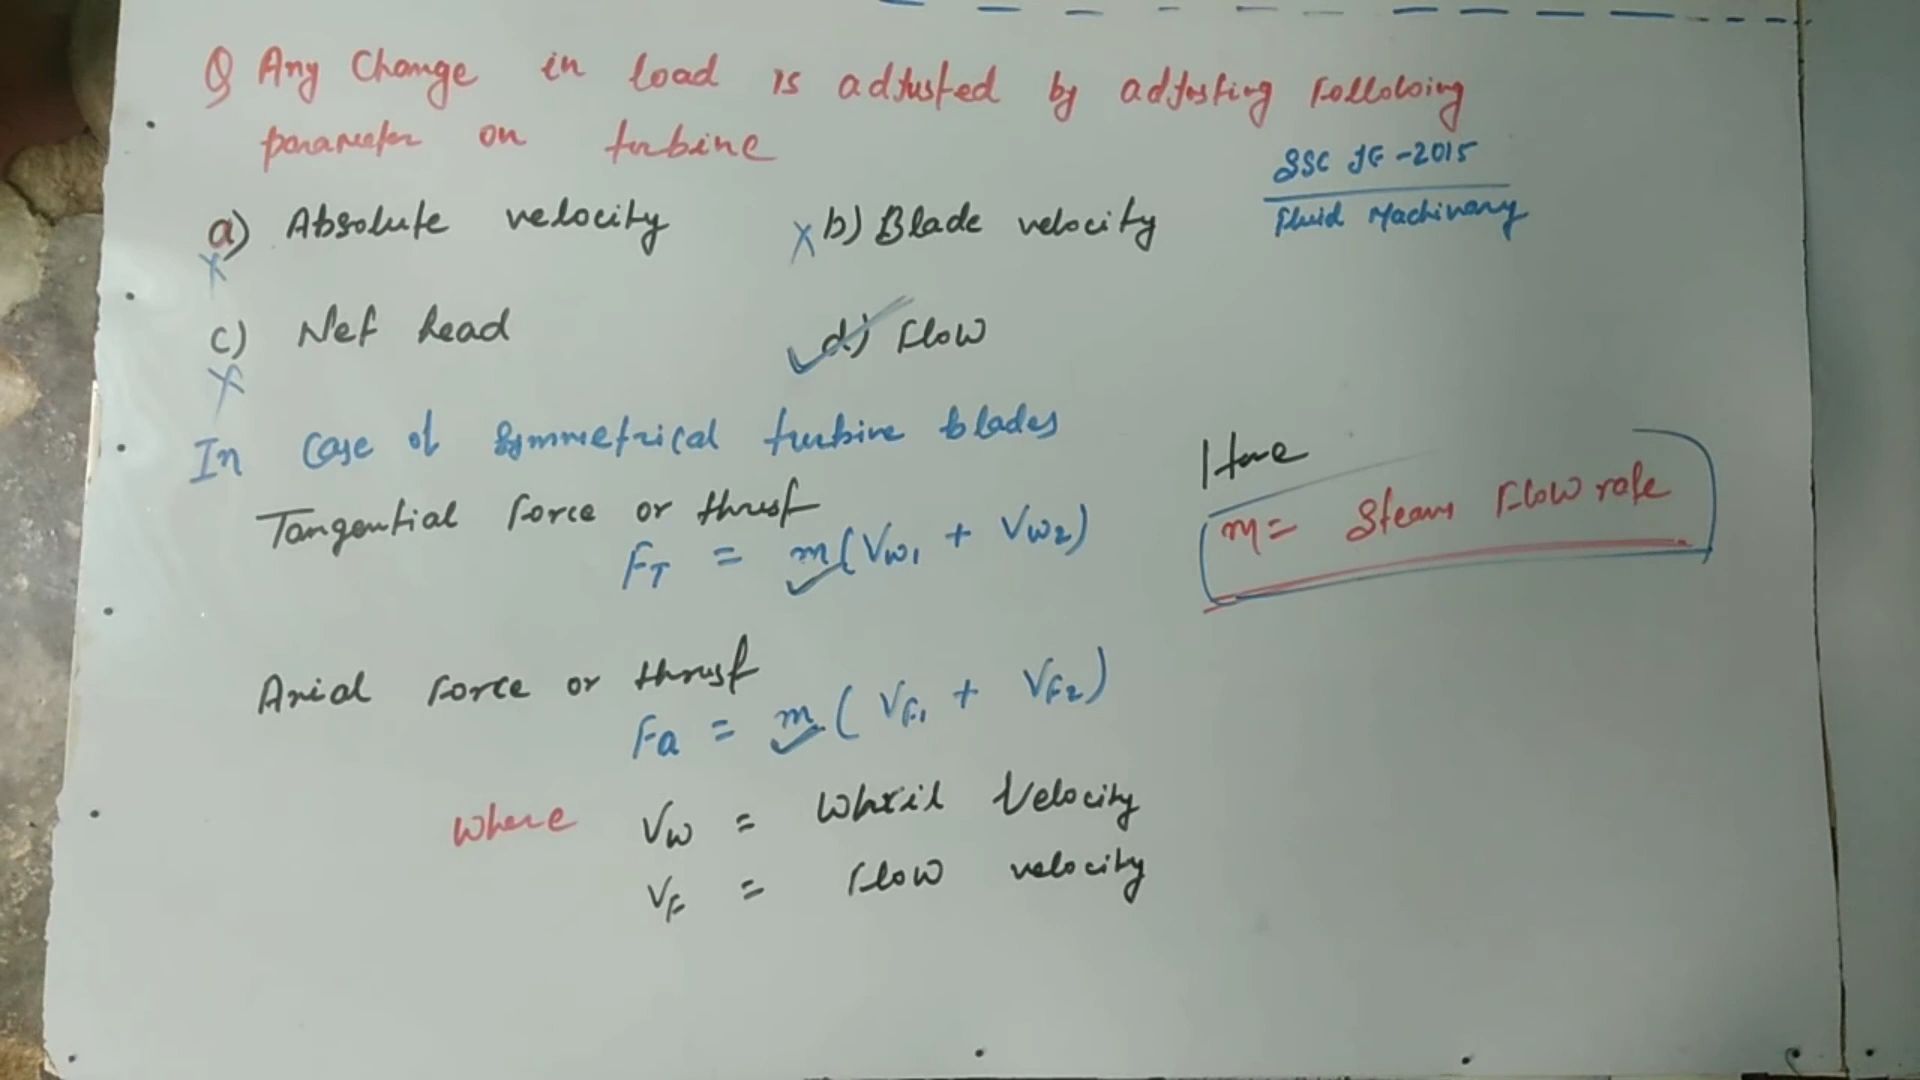 Q Any Change in load is adjusted by adjusting following
parameter on turbine
SSC JE -2015
Fluid Machinary
a) Absolute velocity
x b) Blade velocity
x
c) Net head
d) Flow
x
In Case of Symmetrical turbine blades
Tangential Force or thrust
FT = m(Vw1 + Vw2)
Here
m = Steam Flow rate
Axial Force or thrust
Fa = m(VF1 + VF2)
Where Vw = Whril Velocity
VF = Flow velocity